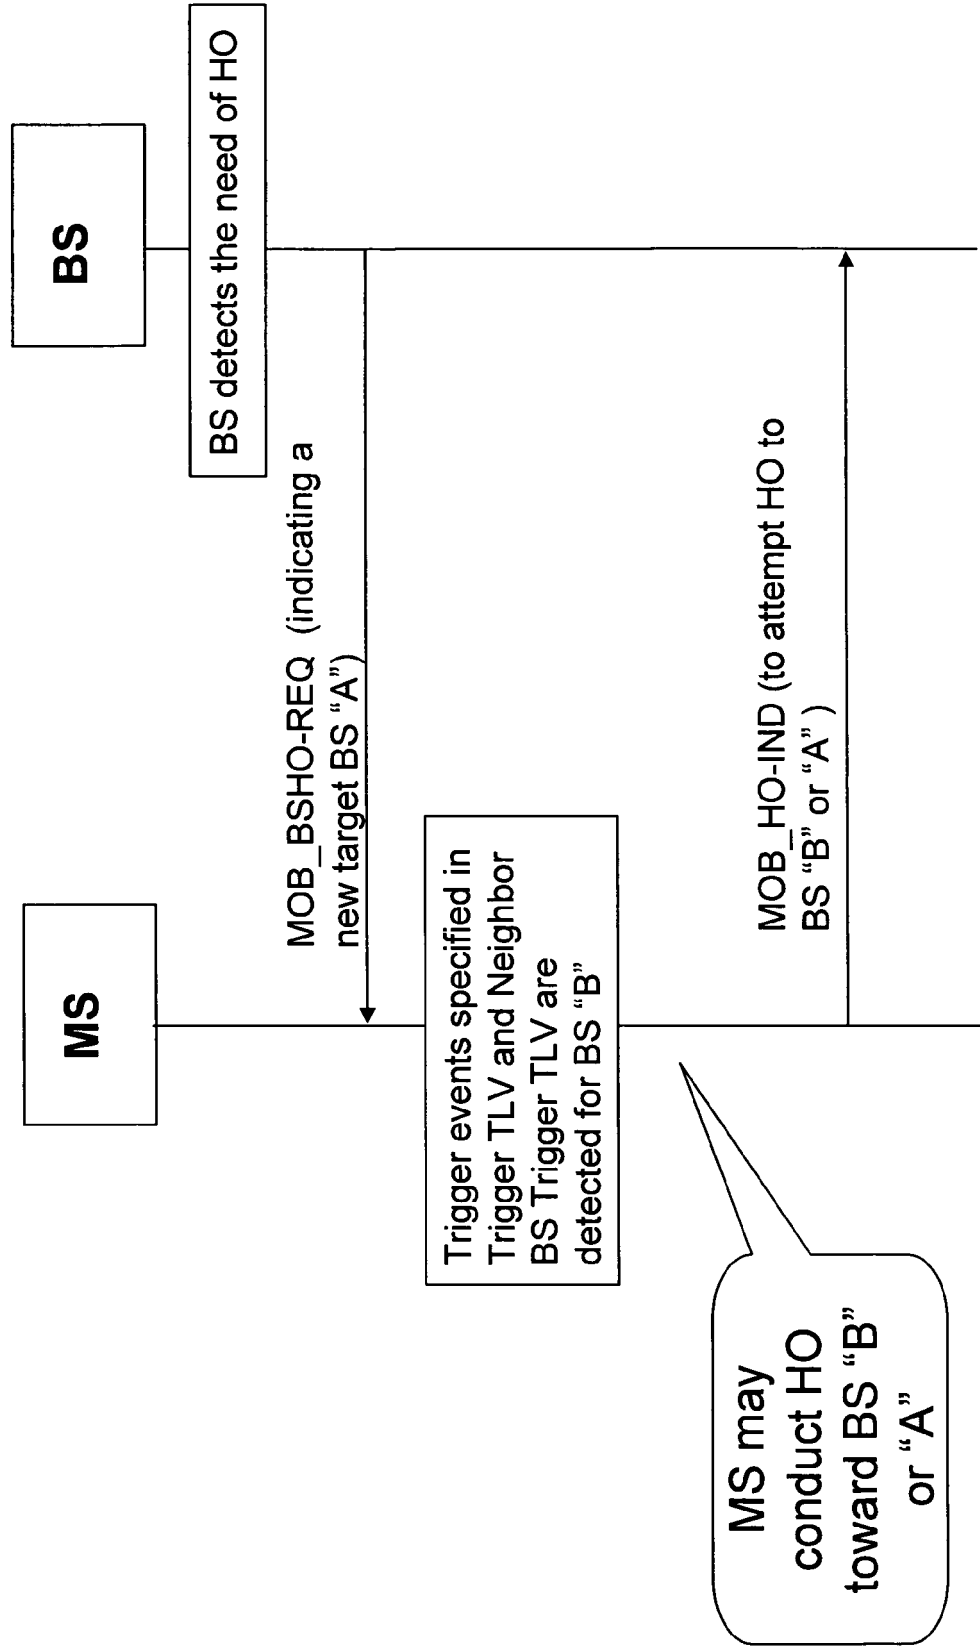 MS
BS
BS detects the need of HO
MOB_BSHO-REQ (indicating a
new target BS “A”)
Trigger events specified in
Trigger TLV and Neighbor
BS Trigger TLV are
detected for BS “B”
MS may
conduct HO
toward BS “B”
or “A”
MOB_HO-IND (to attempt HO to
BS “B” or “A” )